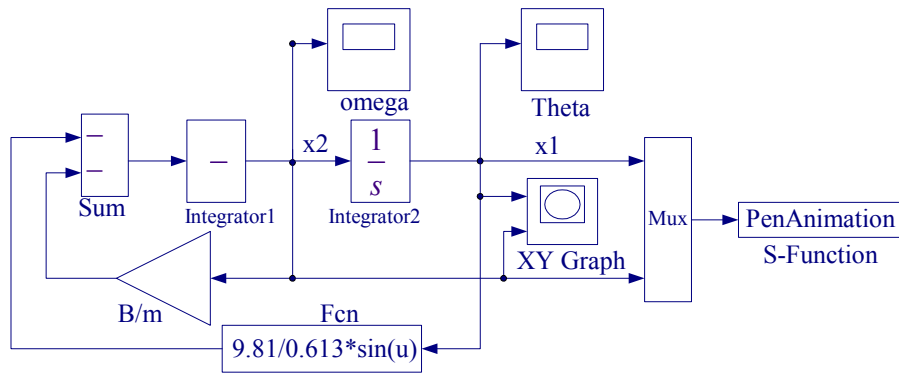 omega
Theta
−
−
Sum
−
Integrator1
x2
1
s
Integrator2
x1
XY Graph
Mux
PenAnimation
S-Function
B/m
Fcn
9.81/0.613*sin(u)